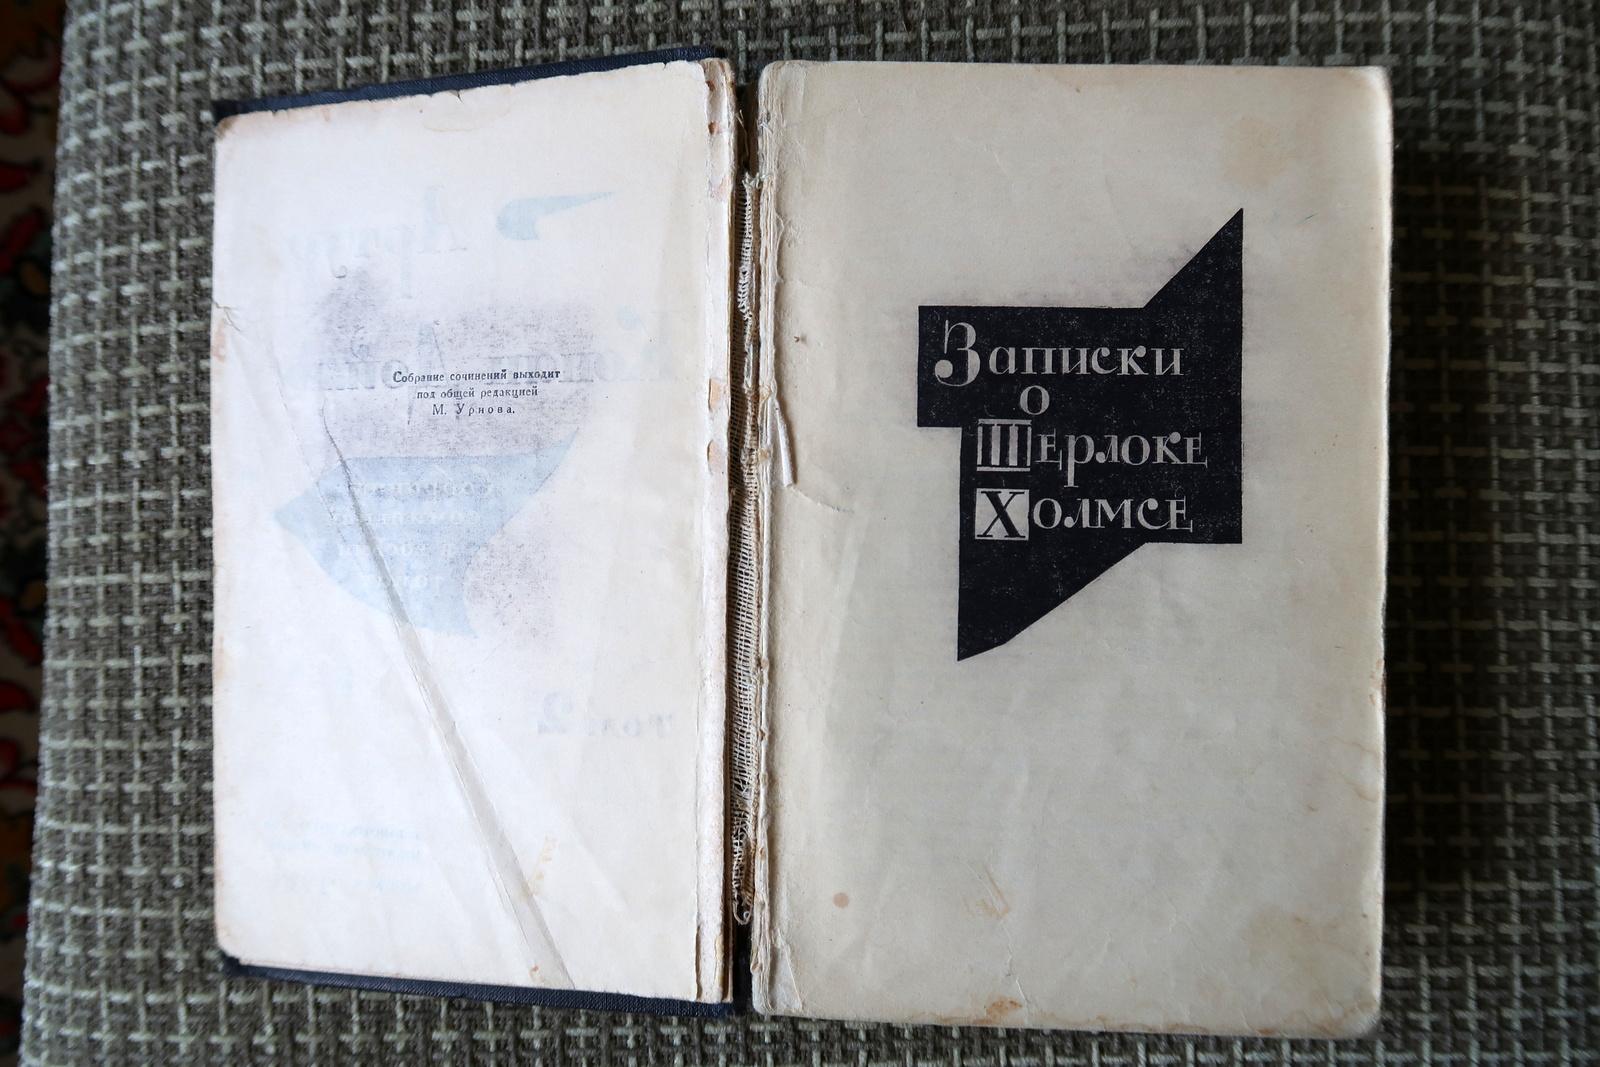 Собрание сочинений выходит
под общей редакцией
М. Урнова.
Записки
о
Шерлоке
Холмсе